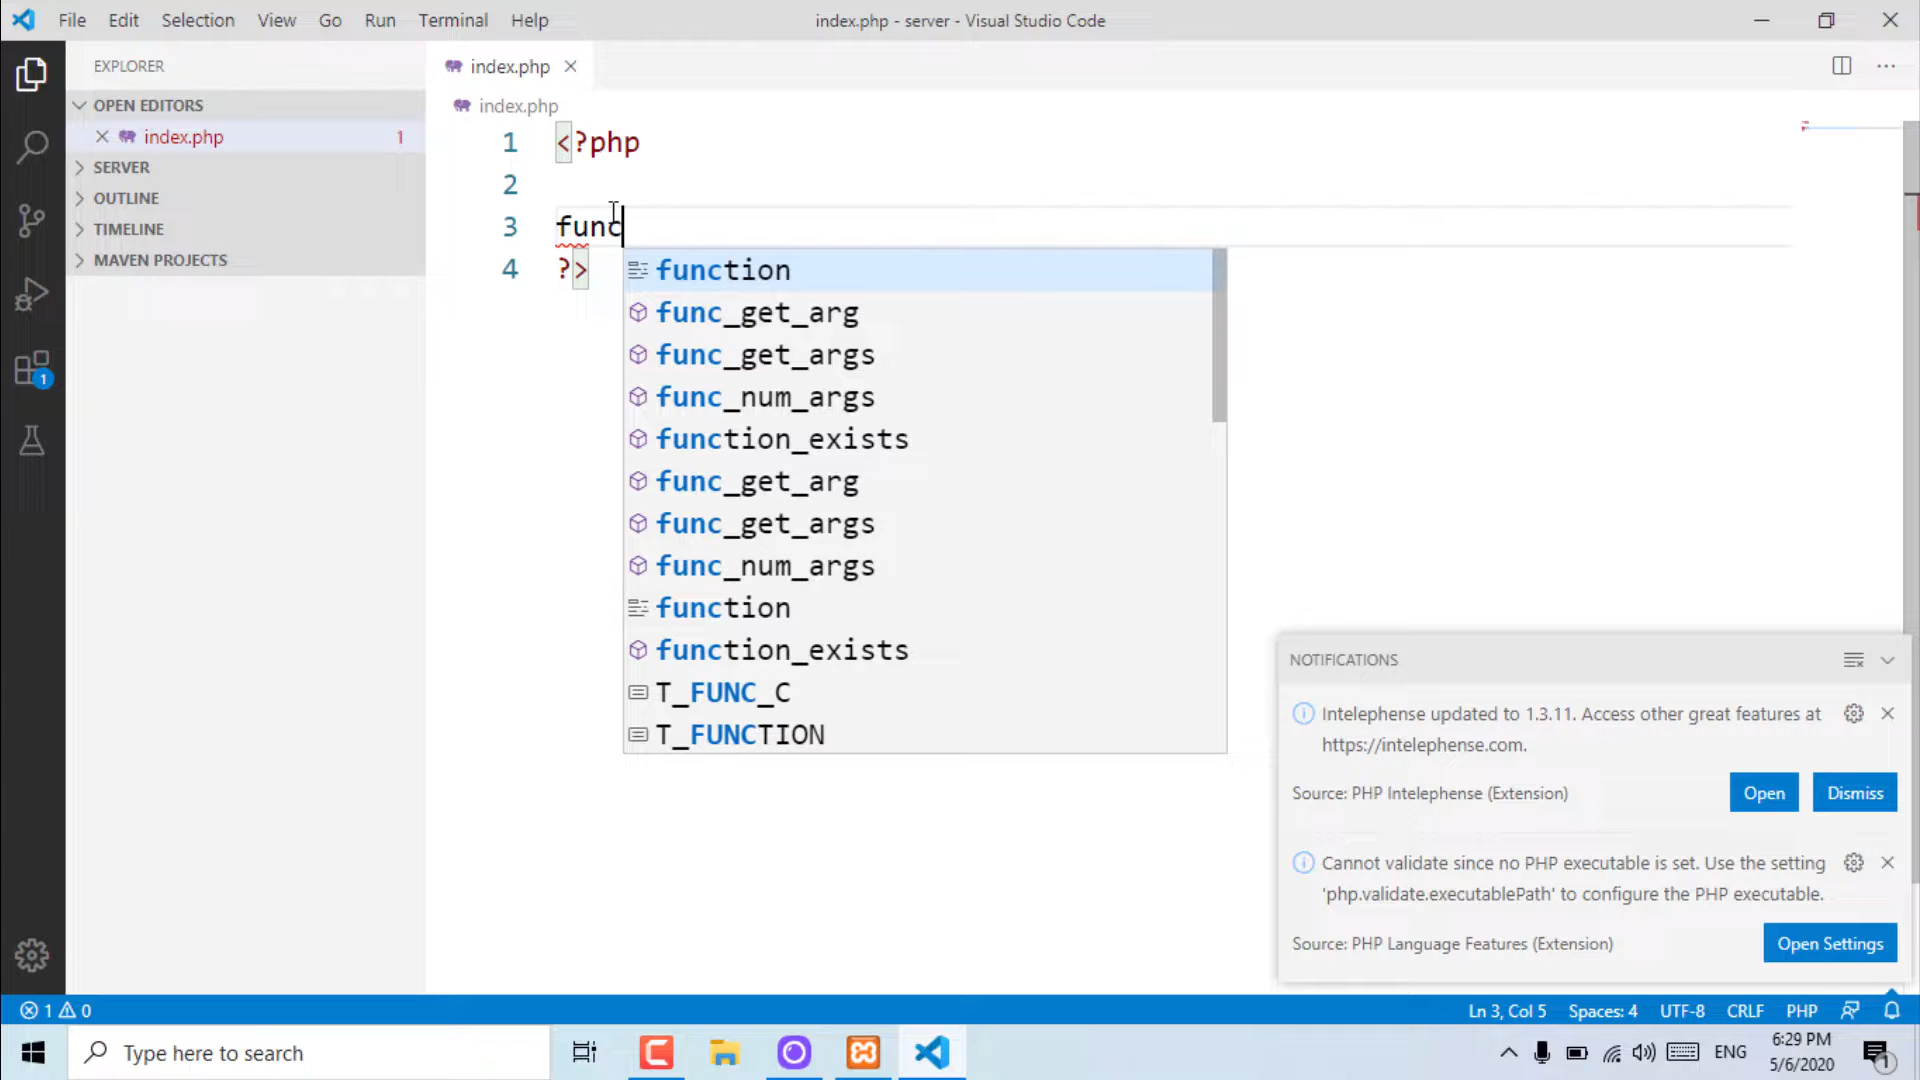 File Edit Selection View Go Run Terminal Help
index.php - server - Visual Studio Code
EXPLORER
OPEN EDITORS
index.php 1
SERVER
OUTLINE
TIMELINE
MAVEN PROJECTS
1
index.php
index.php
1 <?php
2
3 func
4 ?>
function
func_get_arg
func_get_args
func_num_args
function_exists
func_get_arg
func_get_args
func_num_args
function
function_exists
T_FUNC_C
T_FUNCTION
NOTIFICATIONS
Intelephense updated to 1.3.11. Access other great features at
https://intelephense.com.
Source: PHP Intelephense (Extension)
Open
Dismiss
Cannot validate since no PHP executable is set. Use the setting
'php.validate.executablePath' to configure the PHP executable.
Source: PHP Language Features (Extension)
Open Settings
1 0
Ln 3, Col 5 Spaces: 4 UTF-8 CRLF PHP
Type here to search
ENG
6:29 PM
5/6/2020
1